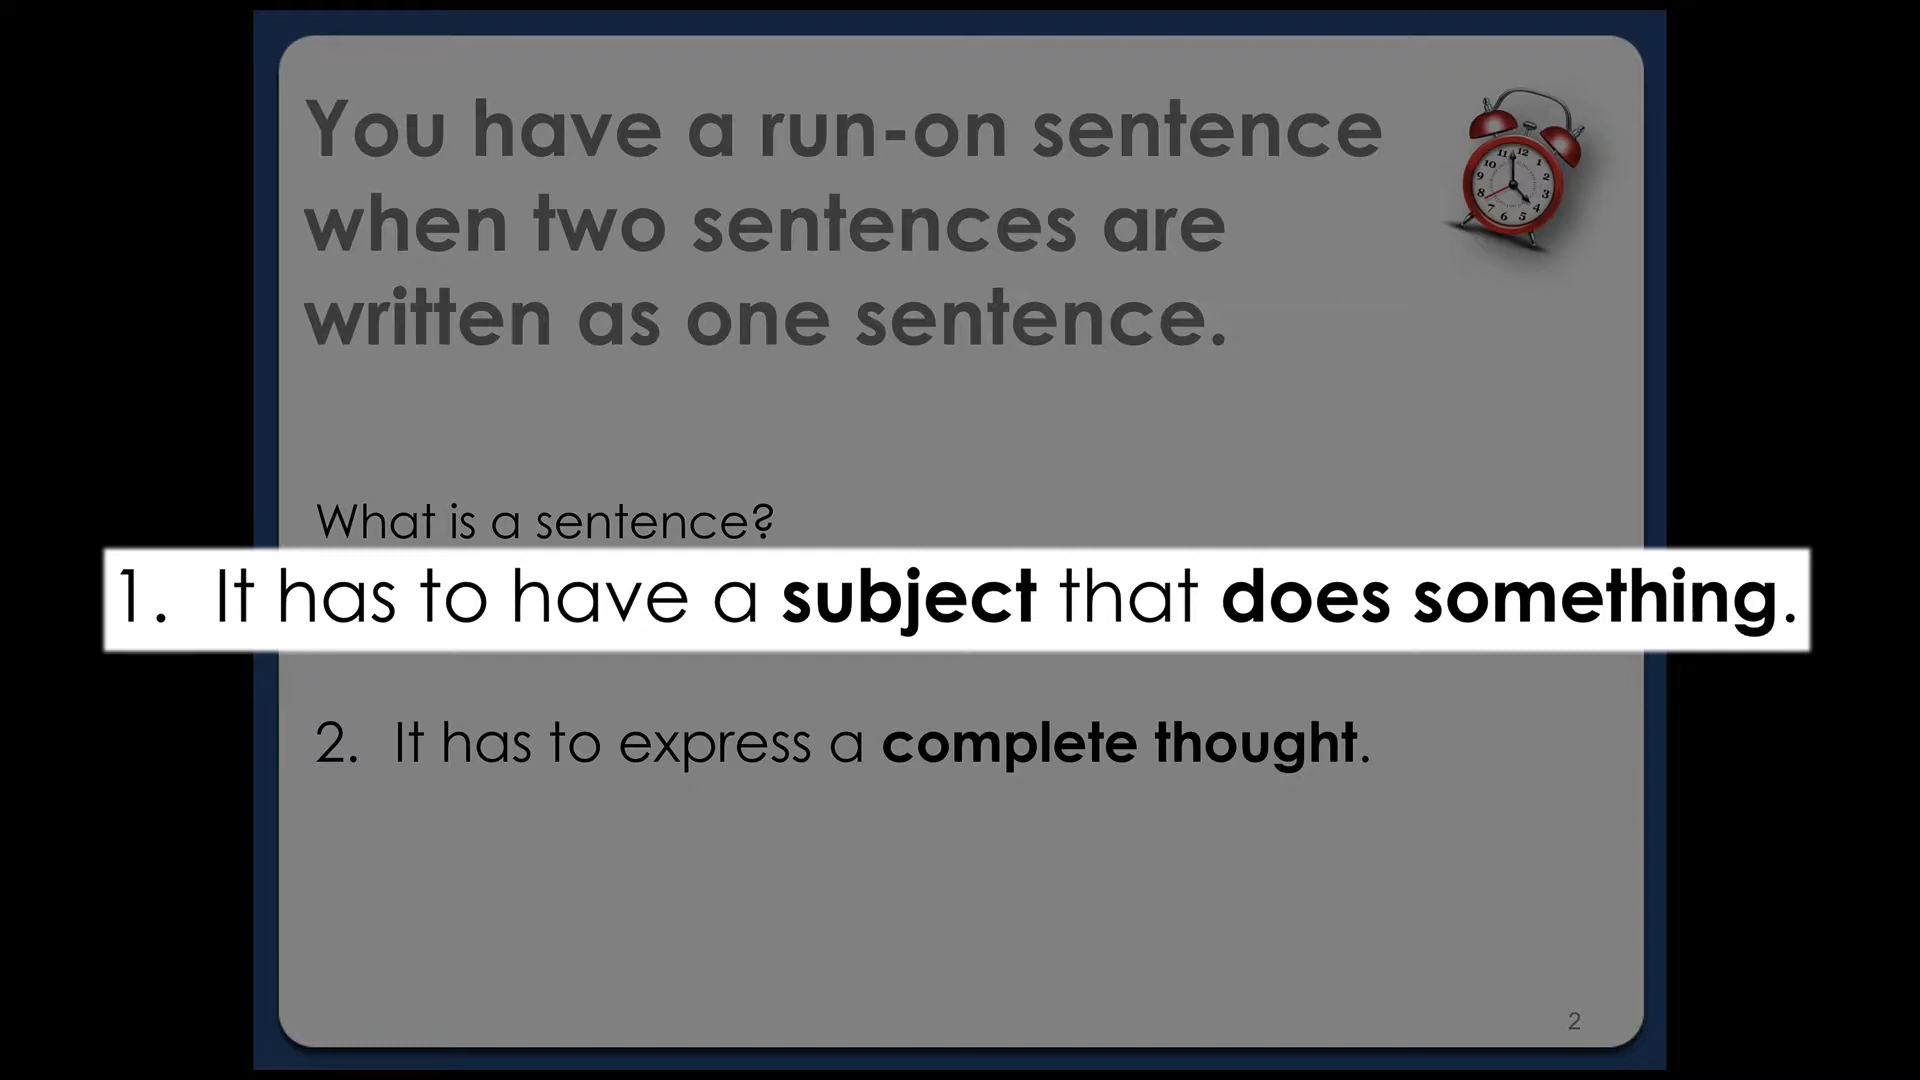 You have a run-on sentence
when two sentences are
written as one sentence.
What is a sentence?
1. It has to have a subject that does something.
2. It has to express a complete thought.
2